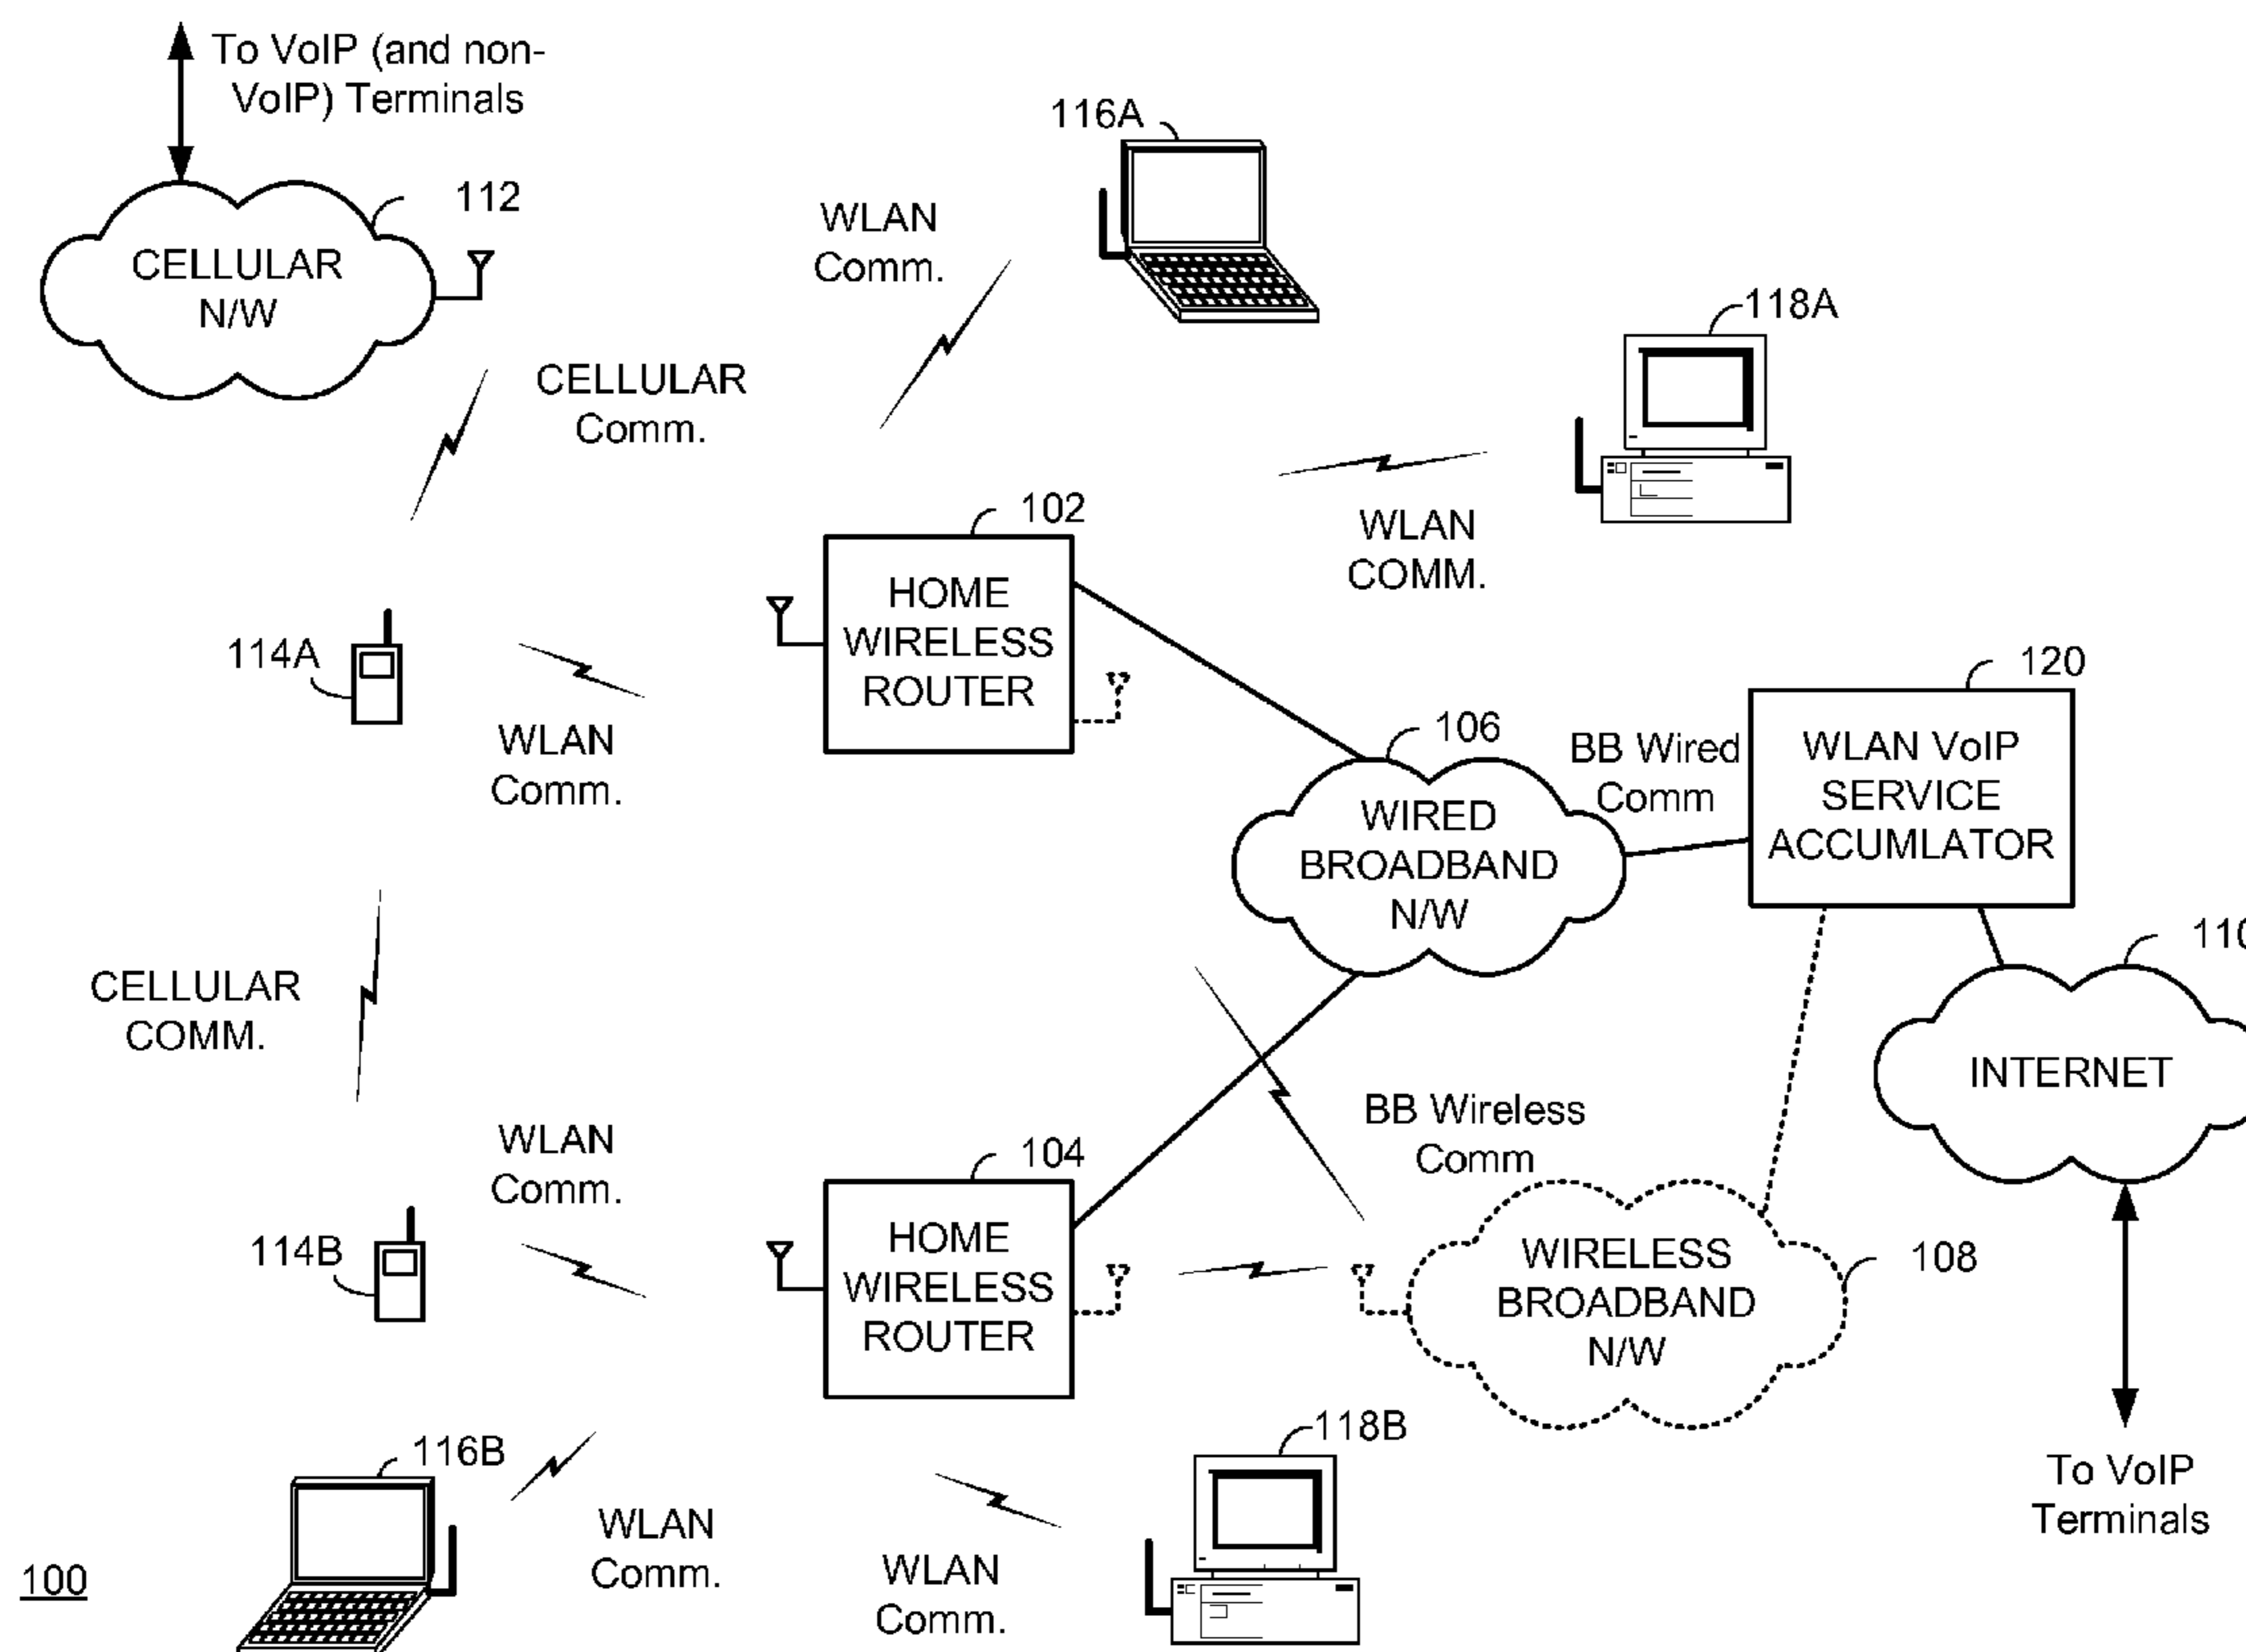 To VoIP (and non-
VoIP) Terminals
112
CELLULAR
N/W
116A
WLAN
Comm.
118A
CELLULAR
Comm.
WLAN
COMM.
102
HOME
WIRELESS
ROUTER
114A
WLAN
Comm.
120
WLAN VoIP
SERVICE
ACCUMLATOR
106
BB Wired
Comm
WIRED
BROADBAND
N/W
110
INTERNET
CELLULAR
COMM.
BB Wireless
Comm
WLAN
Comm.
104
HOME
WIRELESS
ROUTER
114B
108
WIRELESS
BROADBAND
N/W
116B
118B
WLAN
Comm.
WLAN
Comm.
To VoIP
Terminals
100